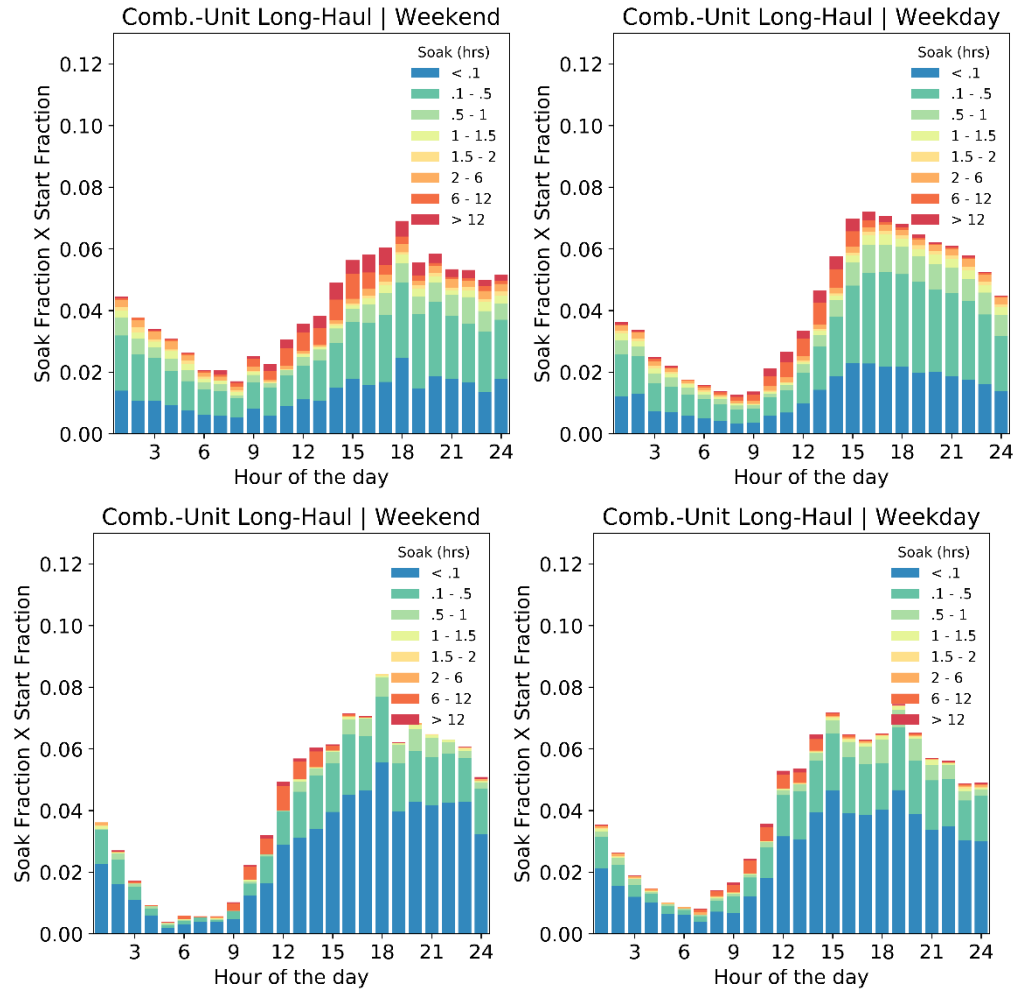 Comb.-Unit Long-Haul | Weekend
Soak Fraction X Start Fraction
0.12
0.10
0.08
0.06
0.04
0.02
0.00
Soak (hrs)
< .1
.1 - .5
.5 - 1
1 - 1.5
1.5 - 2
2 - 6
6 - 12
> 12
3 6 9 12 15 18 21 24
Hour of the day
Comb.-Unit Long-Haul | Weekday
Soak Fraction X Start Fraction
0.12
0.10
0.08
0.06
0.04
0.02
0.00
Soak (hrs)
< .1
.1 - .5
.5 - 1
1 - 1.5
1.5 - 2
2 - 6
6 - 12
> 12
3 6 9 12 15 18 21 24
Hour of the day
Comb.-Unit Long-Haul | Weekend
Soak Fraction X Start Fraction
0.12
0.10
0.08
0.06
0.04
0.02
0.00
Soak (hrs)
< .1
.1 - .5
.5 - 1
1 - 1.5
1.5 - 2
2 - 6
6 - 12
> 12
3 6 9 12 15 18 21 24
Hour of the day
Comb.-Unit Long-Haul | Weekday
Soak Fraction X Start Fraction
0.12
0.10
0.08
0.06
0.04
0.02
0.00
Soak (hrs)
< .1
.1 - .5
.5 - 1
1 - 1.5
1.5 - 2
2 - 6
6 - 12
> 12
3 6 9 12 15 18 21 24
Hour of the day